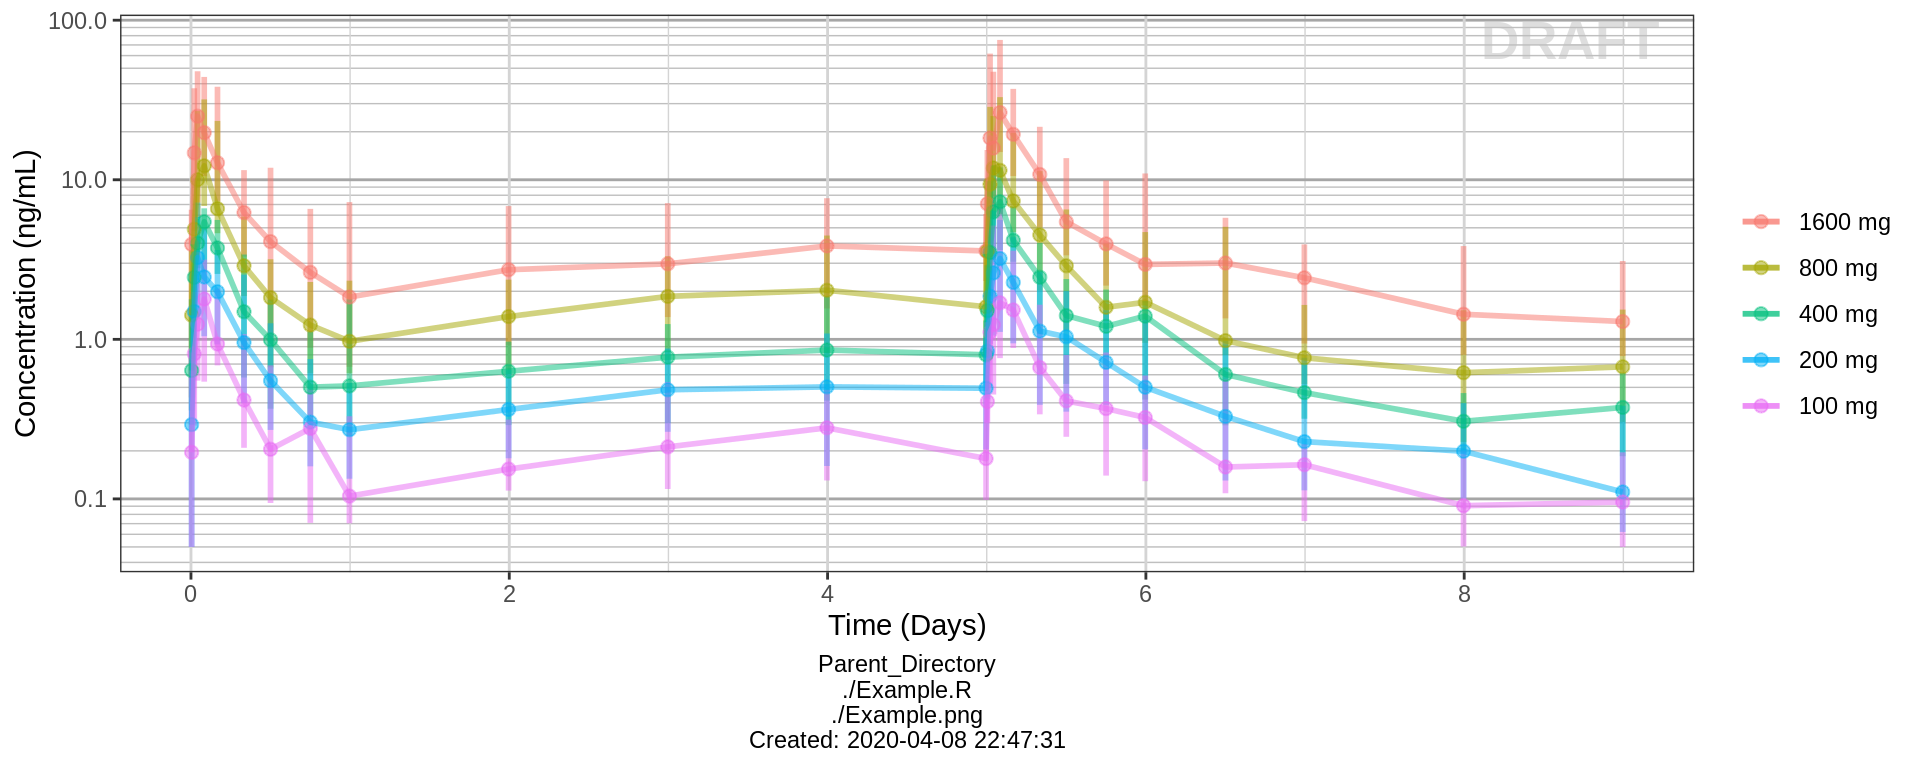 DRAFT
100.0
10.0
1.0
0.1
Concentration (ng/mL)
0 2 4 6 8
Time (Days)
1600 mg
800 mg
400 mg
200 mg
100 mg
Parent_Directory
./Example.R
./Example.png
Created: 2020-04-08 22:47:31